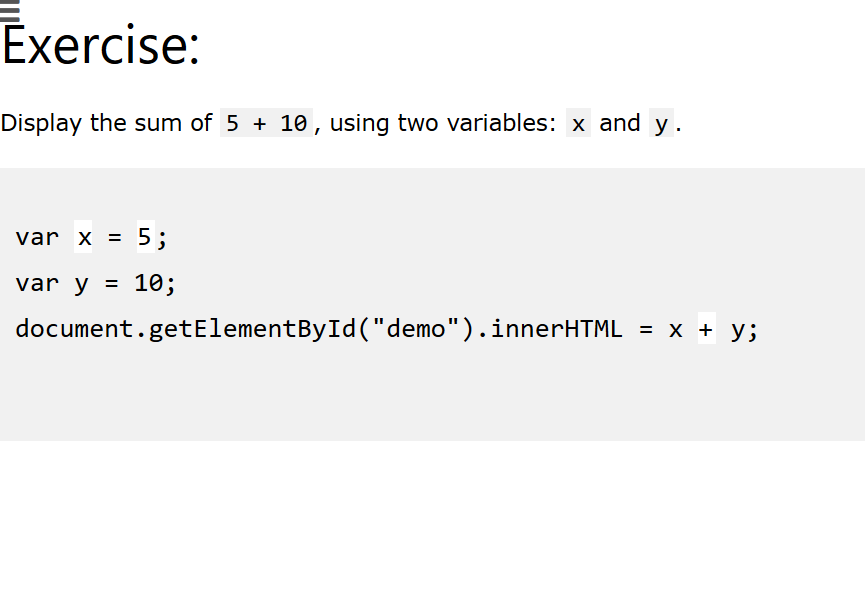 Exercise:
Display the sum of 5 + 10, using two variables: x and y.
var x = 5;
var y = 10;
document.getElementById("demo").innerHTML = x + y;